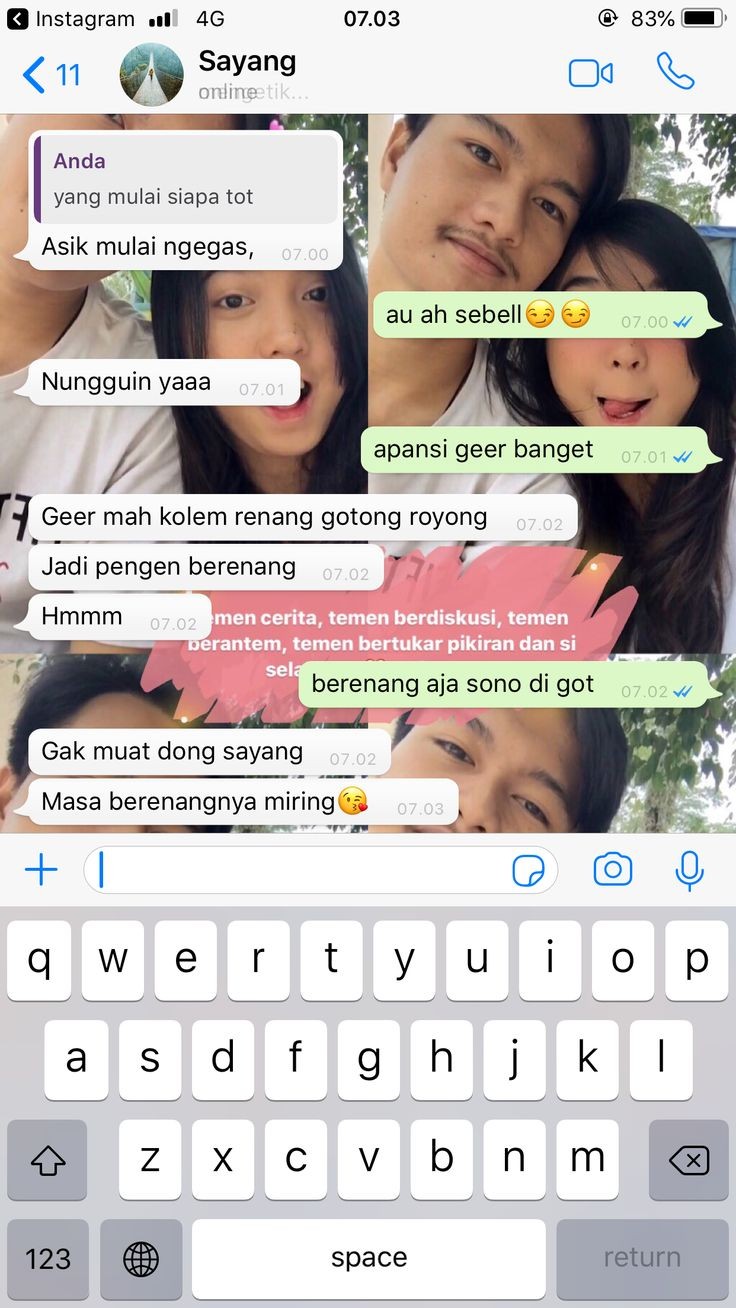 Instagram 4G 07.03 83%
11 Sayang
online mengetik...
Anda
yang mulai siapa tot
Asik mulai ngegas, 07.00
au ah sebell😏😏 07.00
Nungguin yaaa 07.01
apansi geer banget 07.01
Geer mah kolem renang gotong royong 07.02
Jadi pengen berenang 07.02
Hmmm 07.02
emen cerita, temen berdiskusi, temen
berantem, temen bertukar pikiran dan si
sela
berenang aja sono di got 07.02
Gak muat dong sayang 07.02
Masa berenangnya miring😘 07.03
q w e r t y u i o p
a s d f g h j k l
z x c v b n m
123 space return